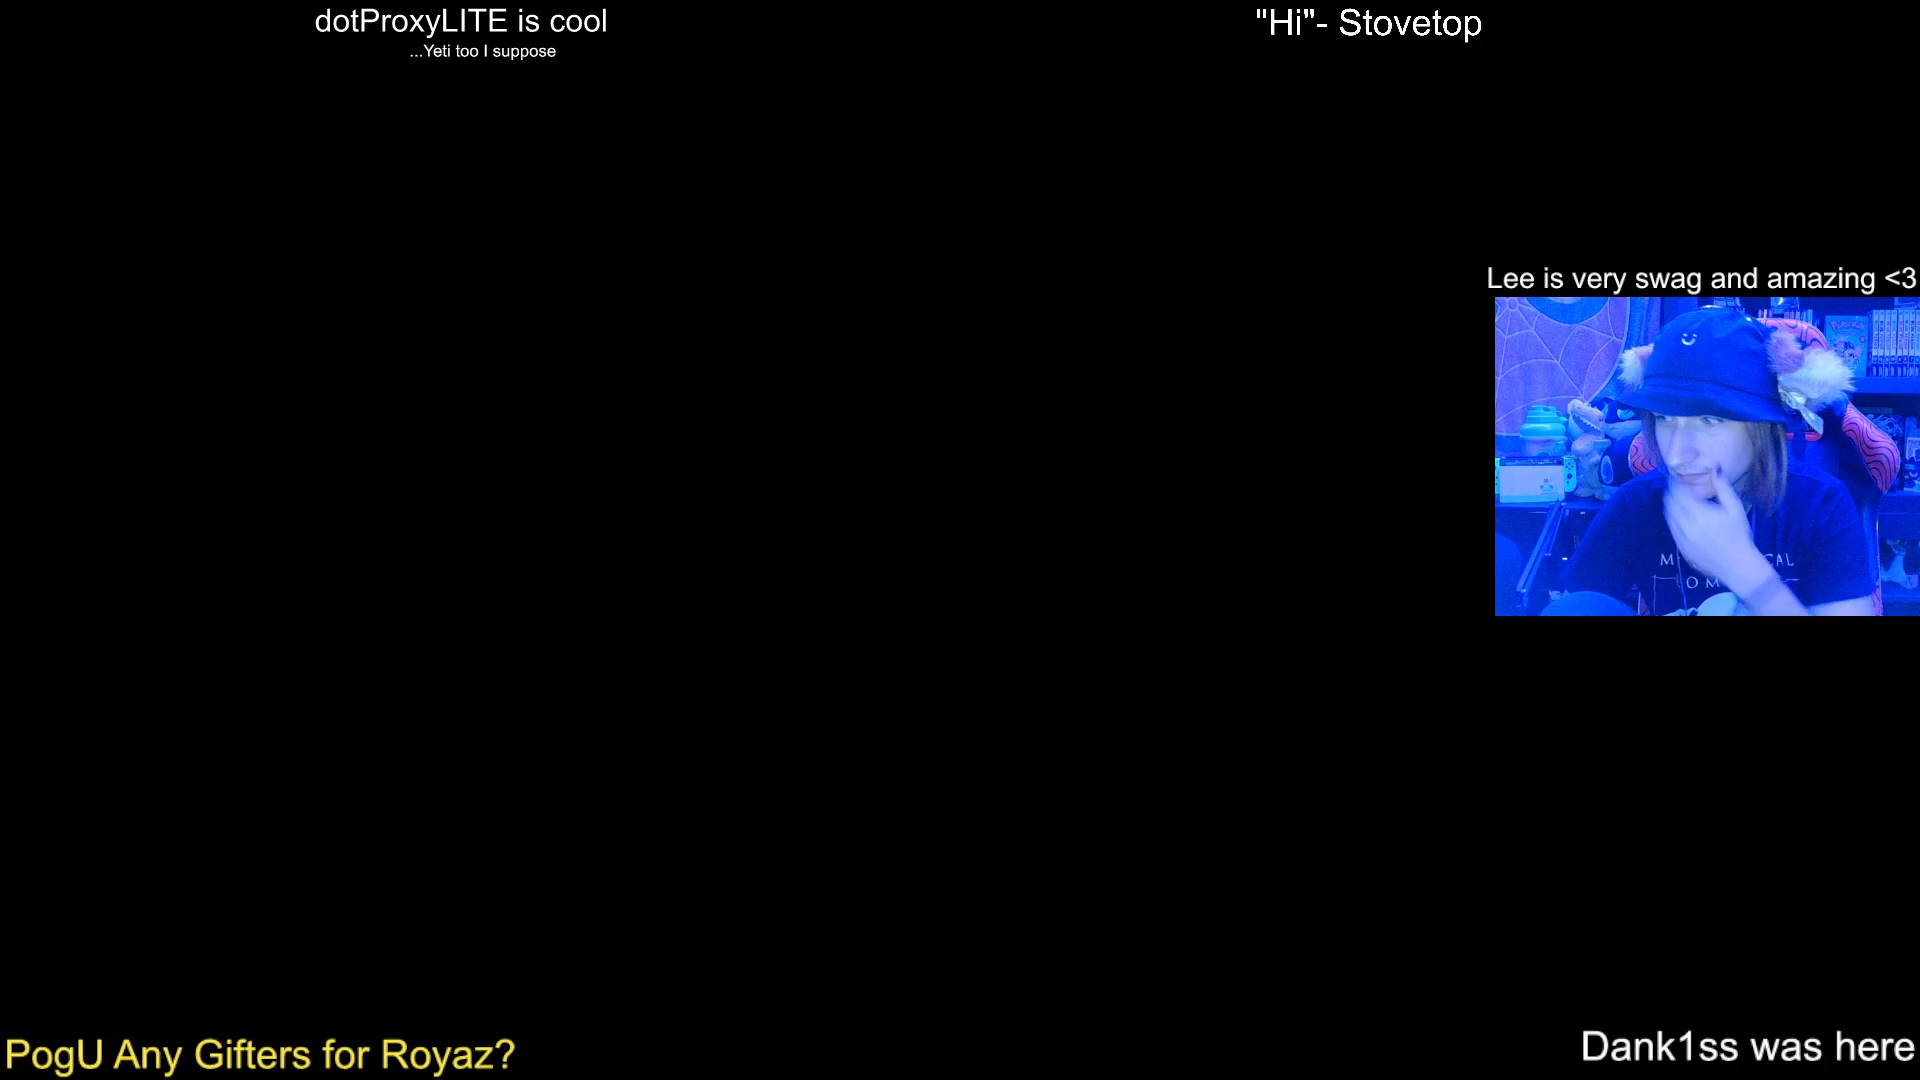 dotProxyLITE is cool
...Yeti too I suppose
"Hi"- Stovetop
Lee is very swag and amazing <3
PogU Any Gifters for Royaz?
Dank1ss was here